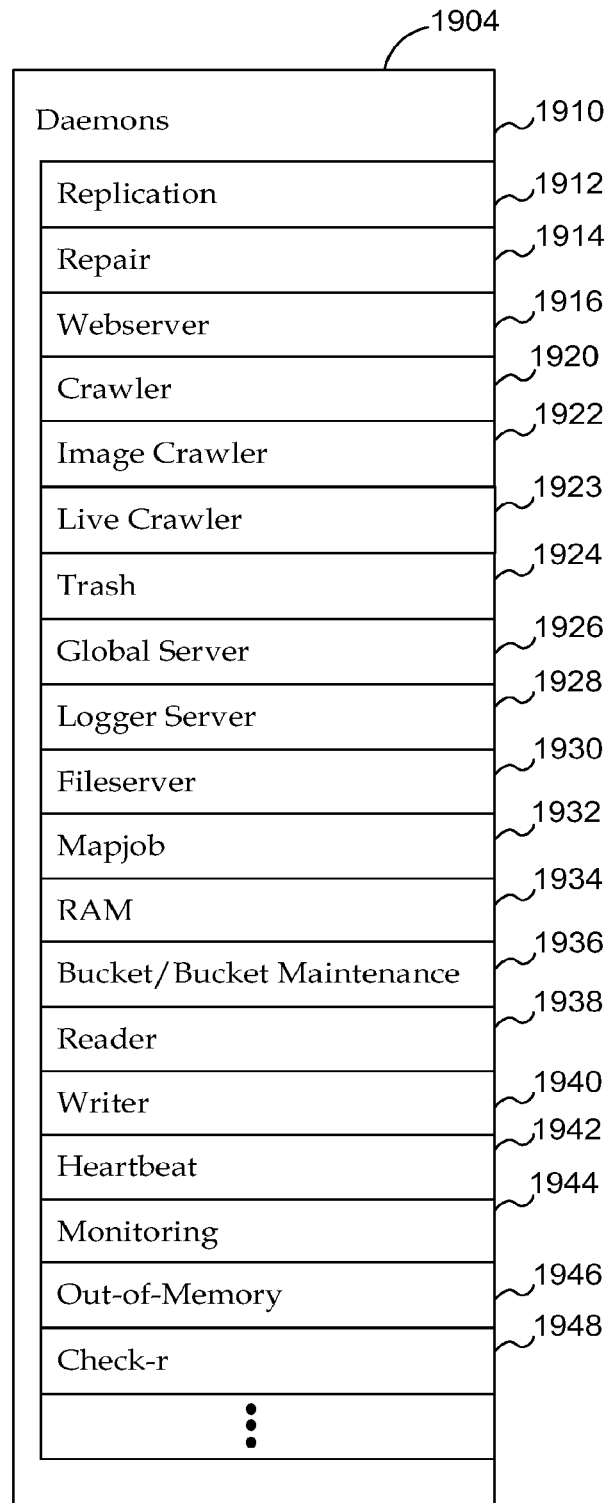 1904
Daemons 1910
Replication 1912
Repair 1914
Webserver 1916
Crawler 1920
Image Crawler 1922
Live Crawler 1923
Trash 1924
Global Server 1926
Logger Server 1928
Fileserver 1930
Mapjob 1932
RAM 1934
Bucket/Bucket Maintenance 1936
Reader 1938
Writer 1940
Heartbeat 1942
Monitoring 1944
Out-of-Memory 1946
Check-r 1948